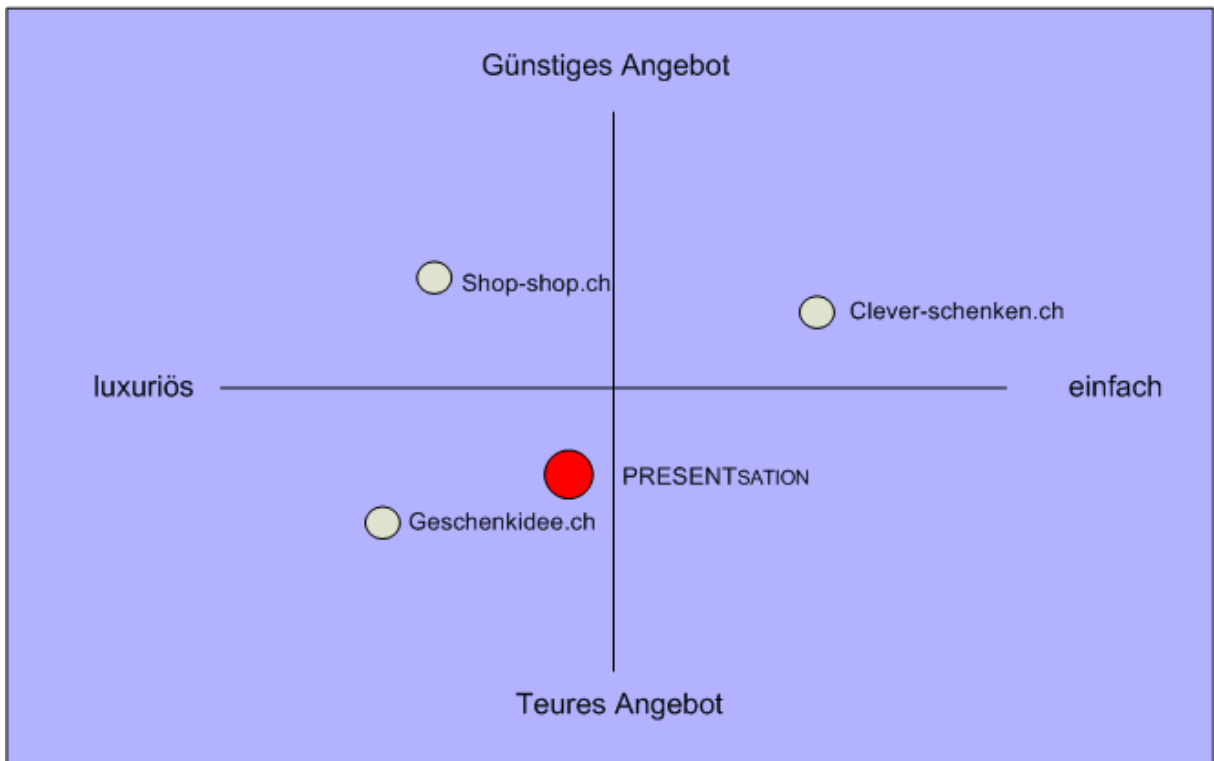 Günstiges Angebot
Shop-shop.ch
Clever-schenken.ch
luxuriös
einfach
PRESENTSATION
Geschenkidee.ch
Teures Angebot